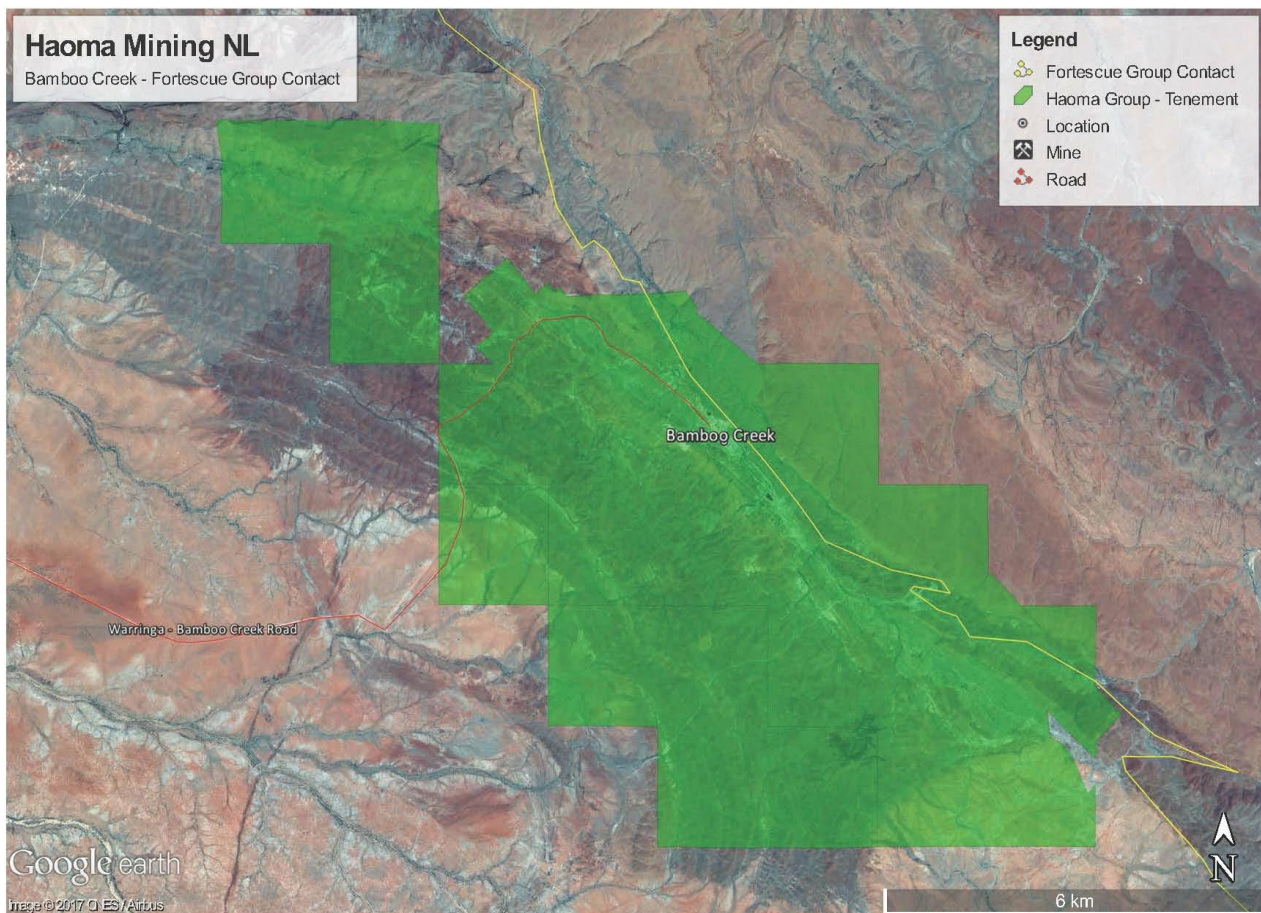 Haoma Mining NL
Bamboo Creek - Fortescue Group Contact
Legend
Fortescue Group Contact
Haoma Group - Tenement
Location
Mine
Road
Bamboo Creek
Warringa - Bamboo Creek Road
Google earth
N
Image © 2017 CNES / Airbus
6 km